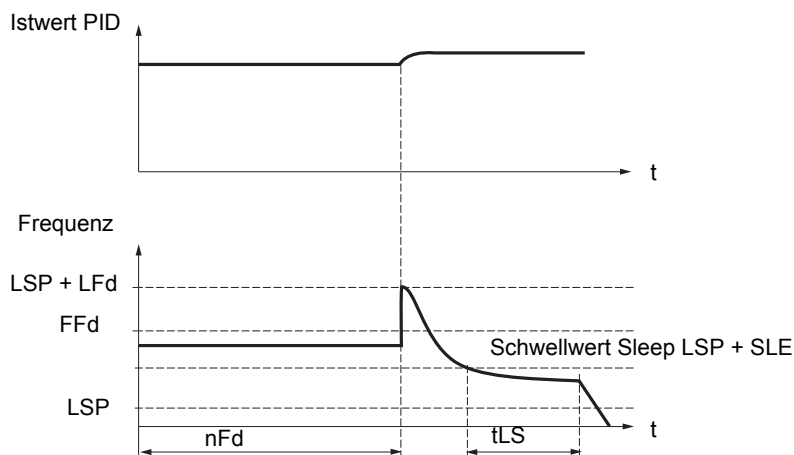 Istwert PID
t
Frequenz
LSP + LFd
FFd
Schwellwert Sleep LSP + SLE
LSP
t
nFd
tLS